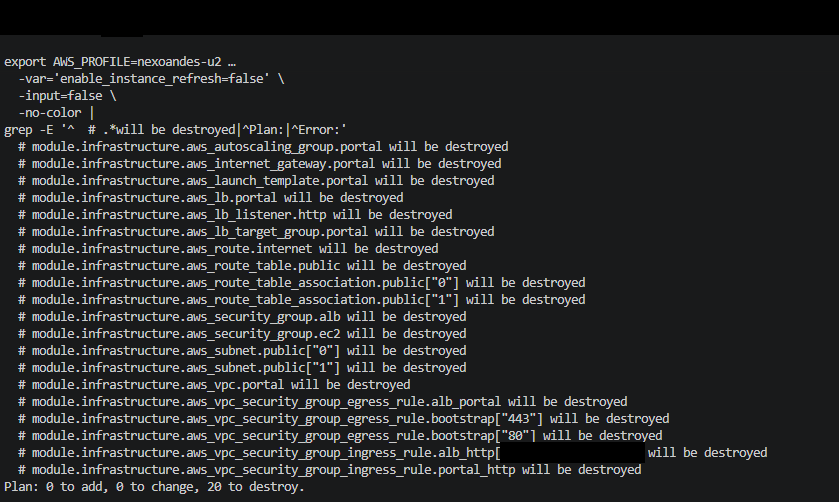 export AWS_PROFILE=nexoandes-u2 …
-var='enable_instance_refresh=false' \
-input=false \
-no-color |
grep -E '^  # .*will be destroyed|^Plan:|^Error:'
# module.infrastructure.aws_autoscaling_group.portal will be destroyed
# module.infrastructure.aws_internet_gateway.portal will be destroyed
# module.infrastructure.aws_launch_template.portal will be destroyed
# module.infrastructure.aws_lb.portal will be destroyed
# module.infrastructure.aws_lb_listener.http will be destroyed
# module.infrastructure.aws_lb_target_group.portal will be destroyed
# module.infrastructure.aws_route.internet will be destroyed
# module.infrastructure.aws_route_table.public will be destroyed
# module.infrastructure.aws_route_table_association.public["0"] will be destroyed
# module.infrastructure.aws_route_table_association.public["1"] will be destroyed
# module.infrastructure.aws_security_group.alb will be destroyed
# module.infrastructure.aws_security_group.ec2 will be destroyed
# module.infrastructure.aws_subnet.public["0"] will be destroyed
# module.infrastructure.aws_subnet.public["1"] will be destroyed
# module.infrastructure.aws_vpc.portal will be destroyed
# module.infrastructure.aws_vpc_security_group_egress_rule.alb_portal will be destroyed
# module.infrastructure.aws_vpc_security_group_egress_rule.bootstrap["443"] will be destroyed
# module.infrastructure.aws_vpc_security_group_egress_rule.bootstrap["80"] will be destroyed
# module.infrastructure.aws_vpc_security_group_ingress_rule.alb_http[ will be destroyed
# module.infrastructure.aws_vpc_security_group_ingress_rule.portal_http will be destroyed
Plan: 0 to add, 0 to change, 20 to destroy.